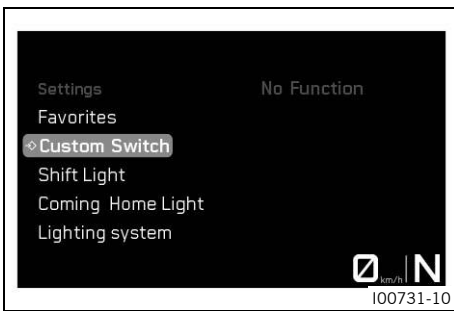 Settings No Function
Favorites
Custom Switch
Shift Light
Coming Home Light
Lighting system
0 km/h N
I00731-10